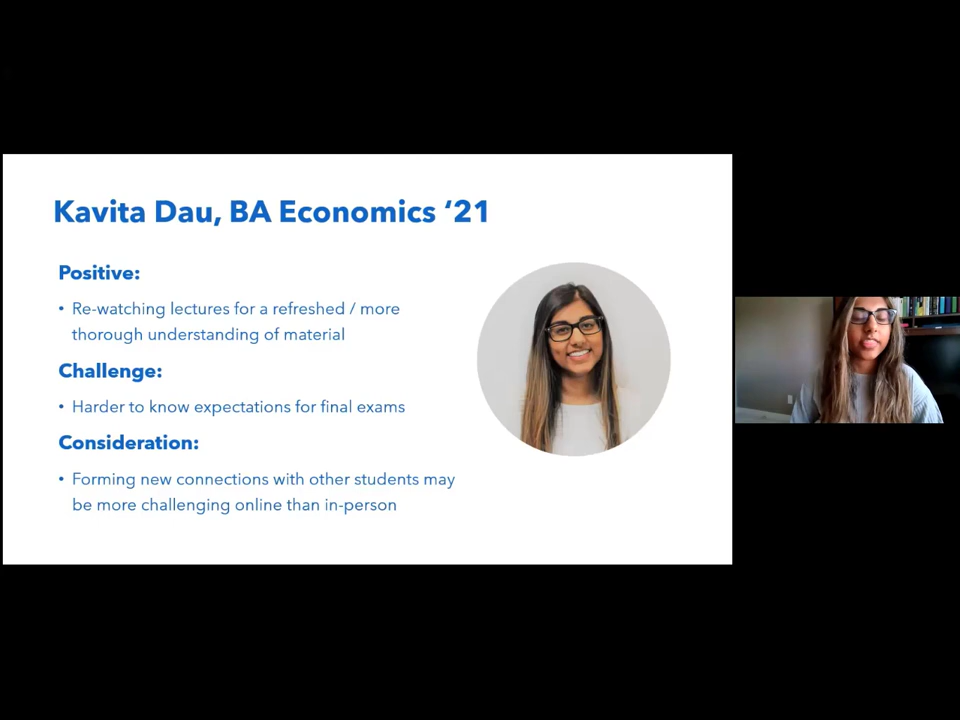 Kavita Dau, BA Economics ‘21
Positive:
• Re-watching lectures for a refreshed / more
thorough understanding of material
Challenge:
• Harder to know expectations for final exams
Consideration:
• Forming new connections with other students may
be more challenging online than in-person